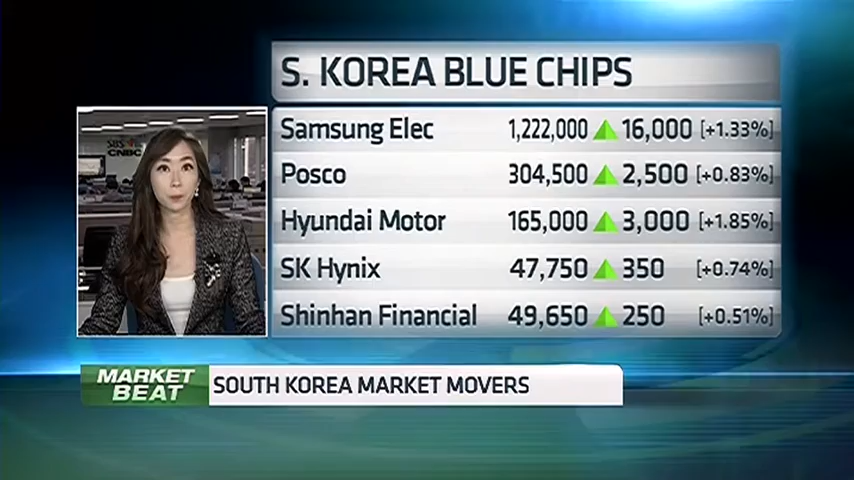 S. KOREA BLUE CHIPS
Samsung Elec 1,222,000 ▲ 16,000 [+1.33%]
Posco 304,500 ▲ 2,500 [+0.83%]
Hyundai Motor 165,000 ▲ 3,000 [+1.85%]
SK Hynix 47,750 ▲ 350 [+0.74%]
Shinhan Financial 49,650 ▲ 250 [+0.51%]
SBS
CNBC
MARKET BEAT
SOUTH KOREA MARKET MOVERS